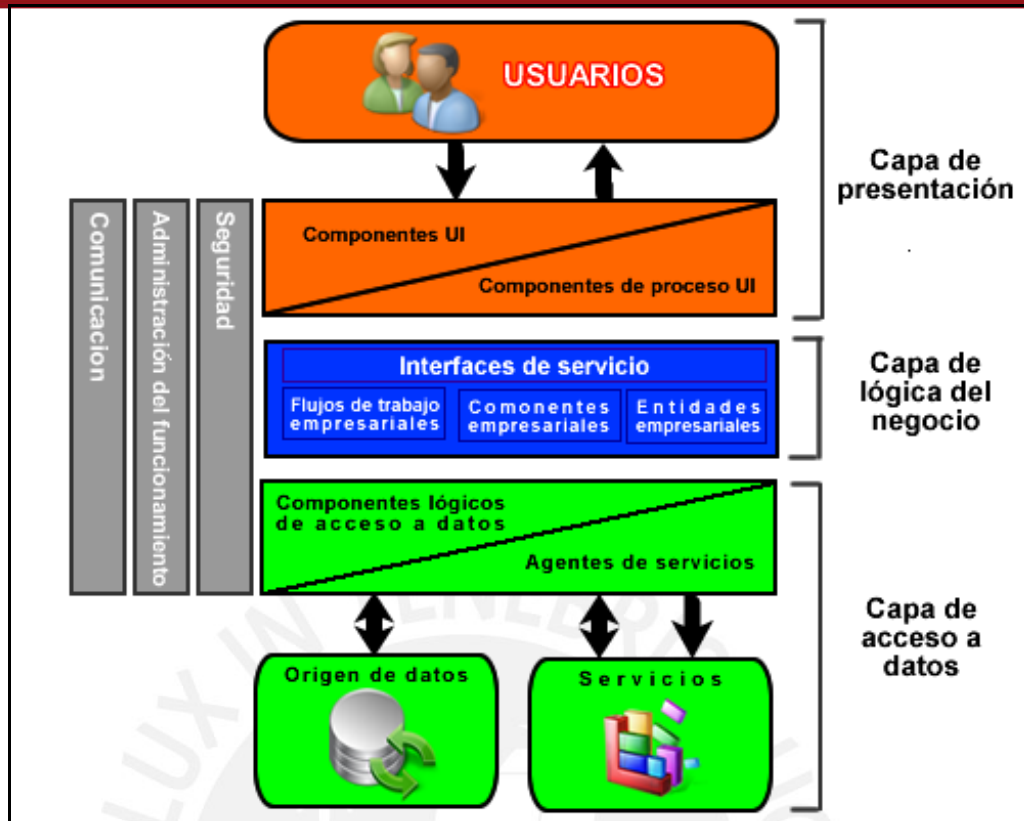 USUARIOS
Capa de
presentación
.
Comunicacion
Administración del funcionamiento
Seguridad
Componentes UI
Componentes de proceso UI
Interfaces de servicio
Flujos de trabajo
empresariales
Comonentes
empresariales
Entidades
empresariales
Capa de
lógica del
negocio
Componentes lógicos
de acceso a datos
Agentes de servicios
Capa de
acceso a
datos
Origen de datos
Servicios
LUX IN